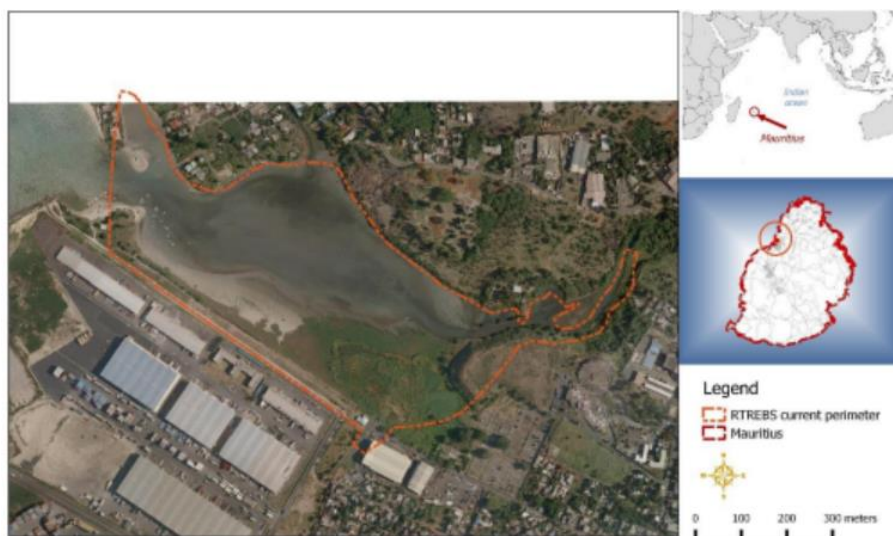 Indian
ocean
Mauritius
Legend
RTREBS current perimeter
Mauritius
N
W
E
S
0 100 200 300 meters